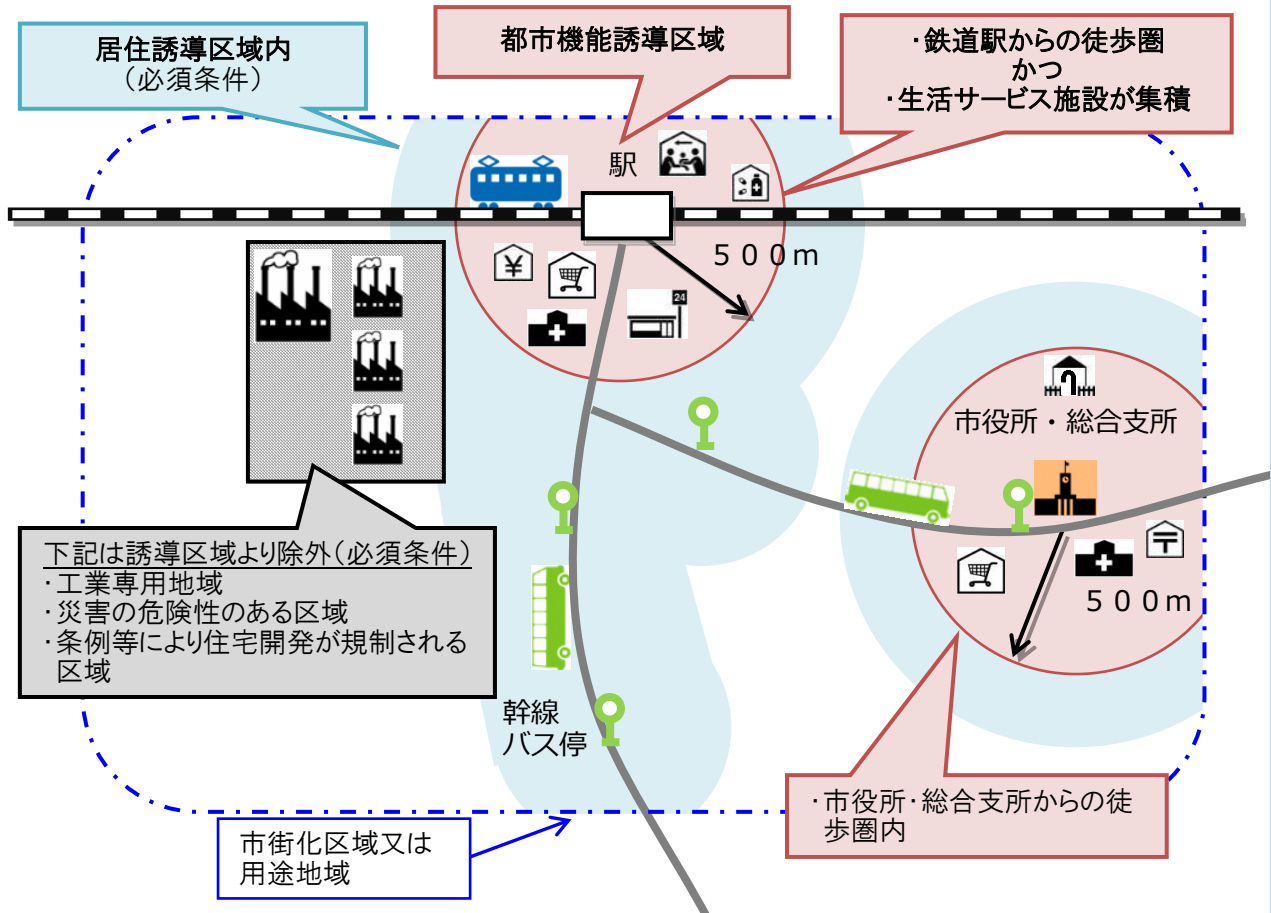 居住誘導区域内
（必須条件）
都市機能誘導区域
・鉄道駅からの徒歩圏
かつ
・生活サービス施設が集積
駅
５００ｍ
¥
24
市役所・総合支所
〒
５００ｍ
下記は誘導区域より除外（必須条件）
・工業専用地域
・災害の危険性のある区域
・条例等により住宅開発が規制される
区域
幹線
バス停
・市役所・総合支所からの徒
歩圏内
市街化区域又は
用途地域